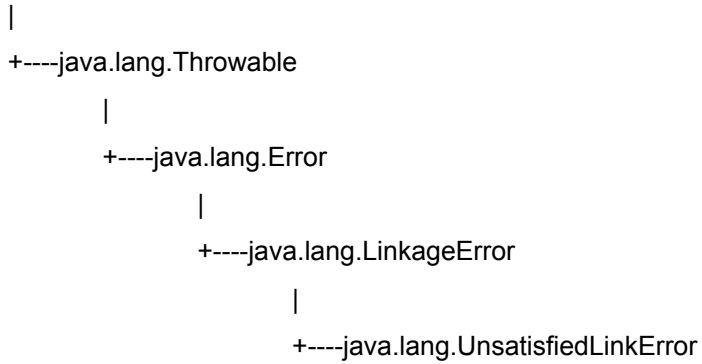 |
+----java.lang.Throwable
|
+----java.lang.Error
|
+----java.lang.LinkageError
|
+----java.lang.UnsatisfiedLinkError